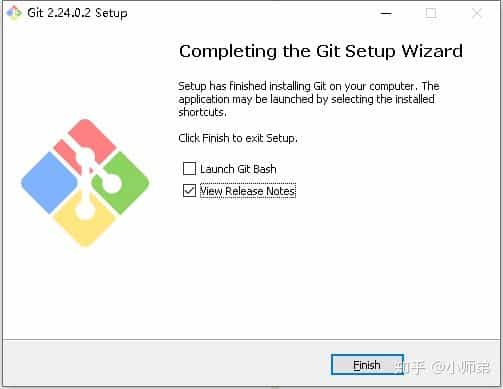 Git 2.24.0.2 Setup
Completing the Git Setup Wizard
Setup has finished installing Git on your computer. The
application may be launched by selecting the installed
shortcuts.
Click Finish to exit Setup.
Launch Git Bash
View Release Notes
Finish
知乎 @小师弟